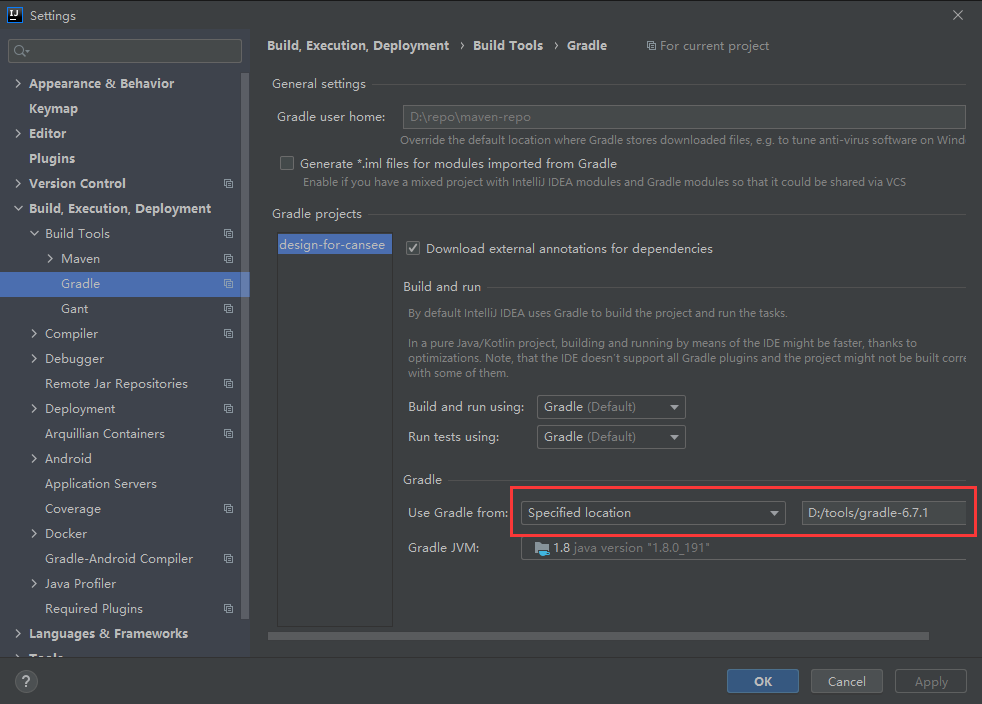 Settings
Appearance & Behavior
Keymap
Editor
Plugins
Version Control
Build, Execution, Deployment
Build Tools
Maven
Gradle
Gant
Compiler
Debugger
Remote Jar Repositories
Deployment
Arquillian Containers
Android
Application Servers
Coverage
Docker
Gradle-Android Compiler
Java Profiler
Required Plugins
Languages & Frameworks
Tools
Build, Execution, Deployment › Build Tools › Gradle For current project
General settings
Gradle user home: D:\repo\maven-repo
Override the default location where Gradle stores downloaded files, e.g. to tune anti-virus software on Wind
Generate *.iml files for modules imported from Gradle
Enable if you have a mixed project with IntelliJ IDEA modules and Gradle modules so that it could be shared via VCS
Gradle projects
design-for-cansee
Download external annotations for dependencies
Build and run
By default IntelliJ IDEA uses Gradle to build the project and run the tasks.
In a pure Java/Kotlin project, building and running by means of the IDE might be faster, thanks to
optimizations. Note, that the IDE doesn't support all Gradle plugins and the project might not be built corre
with some of them.
Build and run using: Gradle (Default)
Run tests using: Gradle (Default)
Gradle
Use Gradle from: Specified location D:/tools/gradle-6.7.1
Gradle JVM: 1.8 java version "1.8.0_191"
? OK Cancel Apply